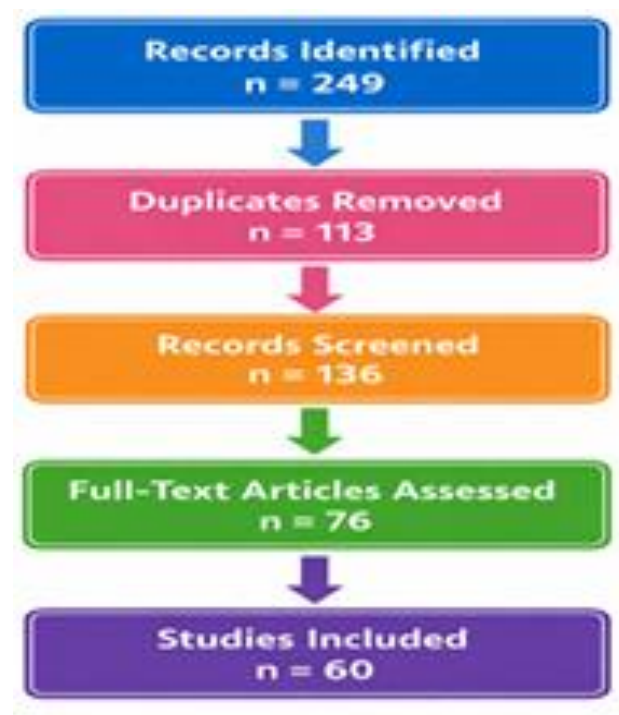 Records Identified
n = 249
Duplicates Removed
n = 113
Records Screened
n = 136
Full-Text Articles Assessed
n = 76
Studies Included
n = 60